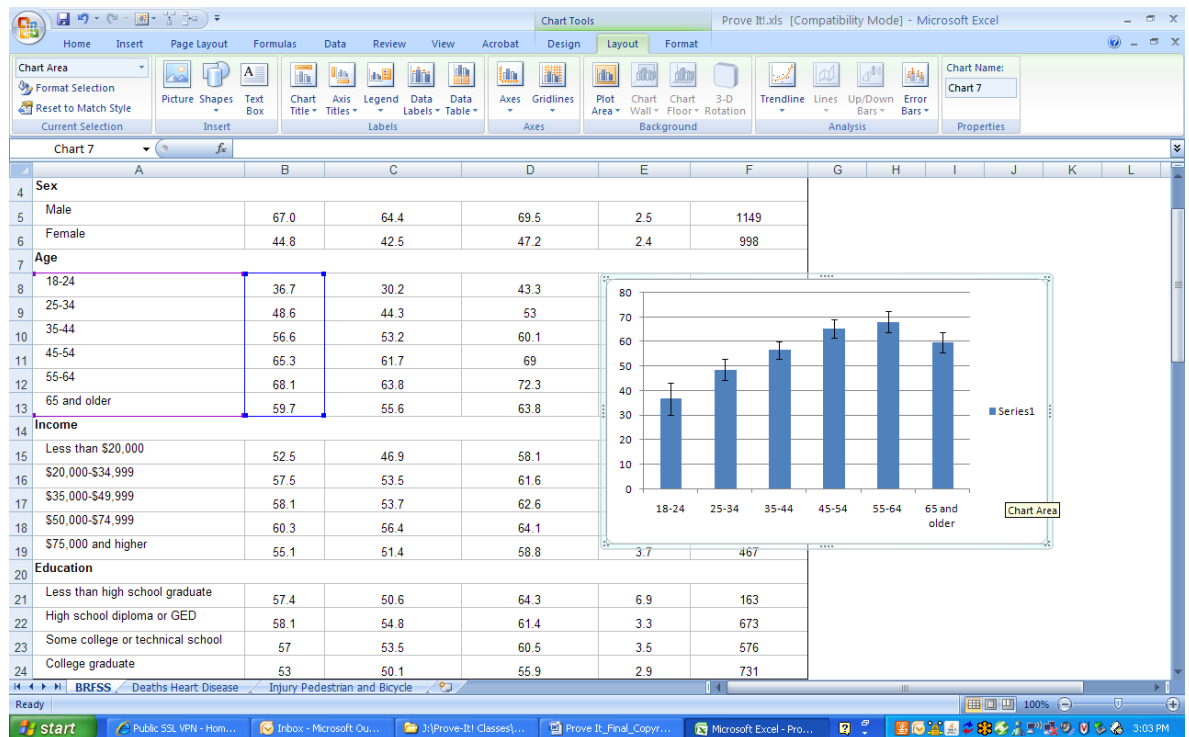 Chart Tools
Prove It!.xls [Compatibility Mode] - Microsoft Excel
Home Insert Page Layout Formulas Data Review View Acrobat Design Layout Format
Chart Area
Format Selection
Reset to Match Style
Current Selection
Picture Shapes Text Box
Insert
Chart Title Axis Titles Legend Data Labels Data Table
Labels
Axes Gridlines
Axes
Plot Area Chart Wall Chart Floor 3-D Rotation
Background
Trendline Lines Up/Down Bars Error Bars
Analysis
Chart Name:
Chart 7
Properties
Chart 7 fx
A B C D E F G H I J K L
4 Sex
5 Male 67.0 64.4 69.5 2.5 1149
6 Female 44.8 42.5 47.2 2.4 998
7 Age
8 18-24 36.7 30.2 43.3
9 25-34 48.6 44.3 53
10 35-44 56.6 53.2 60.1
11 45-54 65.3 61.7 69
12 55-64 68.1 63.8 72.3
13 65 and older 59.7 55.6 63.8
14 Income
15 Less than $20,000 52.5 46.9 58.1
16 $20,000-$34,999 57.5 53.5 61.6
17 $35,000-$49,999 58.1 53.7 62.6
18 $50,000-$74,999 60.3 56.4 64.1
19 $75,000 and higher 55.1 51.4 58.8 3.7 467
20 Education
21 Less than high school graduate 57.4 50.6 64.3 6.9 163
22 High school diploma or GED 58.1 54.8 61.4 3.3 673
23 Some college or technical school 57 53.5 60.5 3.5 576
24 College graduate 53 50.1 55.9 2.9 731
80
70
60
50
40
30
20
10
0
18-24 25-34 35-44 45-54 55-64 65 and older
Series1
Chart Area
BRFSS Deaths Heart Disease Injury Pedestrian and Bicycle
Ready 100%
start Public SSL VPN - Hom... Inbox - Microsoft Ou... J:\Prove-It! Classes\... Prove It_Final_Copyr... Microsoft Excel - Pro... 3:03 PM